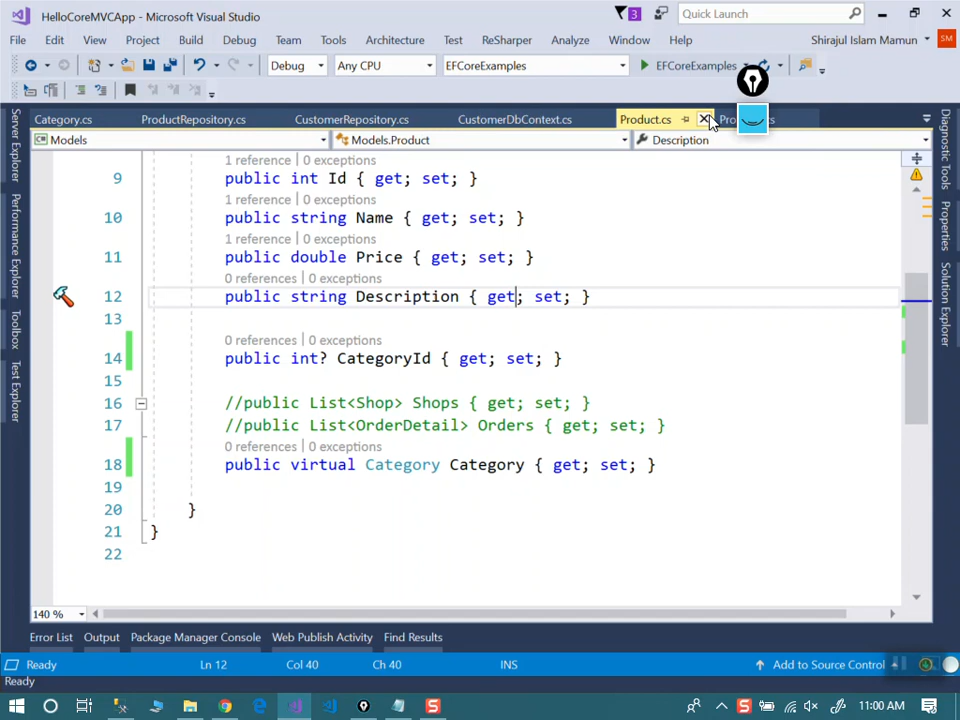 HelloCoreMVCApp - Microsoft Visual Studio
3
Quick Launch
File Edit View Project Build Debug Team Tools Architecture Test ReSharper Analyze Window Help
Shirajul Islam Mamun
SM
Debug Any CPU EFCoreExamples EFCoreExamples
Category.cs ProductRepository.cs CustomerRepository.cs CustomerDbContext.cs Product.cs
Models Models.Product Description
1 reference | 0 exceptions
9 public int Id { get; set; }
1 reference | 0 exceptions
10 public string Name { get; set; }
1 reference | 0 exceptions
11 public double Price { get; set; }
0 references | 0 exceptions
12 public string Description { get; set; }
13
0 references | 0 exceptions
14 public int? CategoryId { get; set; }
15
16 //public List<Shop> Shops { get; set; }
17 //public List<OrderDetail> Orders { get; set; }
0 references | 0 exceptions
18 public virtual Category Category { get; set; }
19
20 }
21 }
22
140 %
Server Explorer
Performance Explorer
Toolbox
Test Explorer
Diagnostic Tools
Properties
Solution Explorer
Error List Output Package Manager Console Web Publish Activity Find Results
Ready Ln 12 Col 40 Ch 40 INS Add to Source Control
Ready
11:00 AM